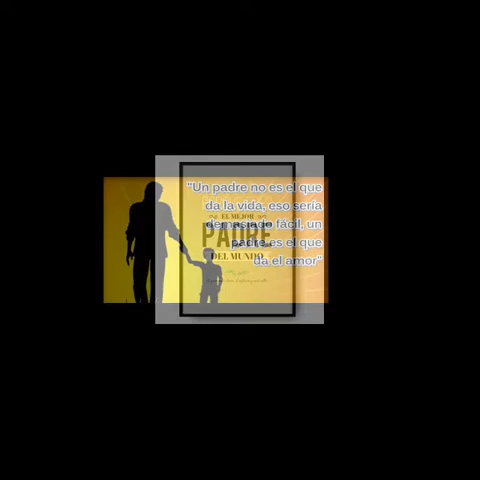 "Un padre no es el que
da la vida, eso sería
demasiado fácil, un
padre es el que
da el amor"
EL MEJOR
PADRE
DEL MUNDO